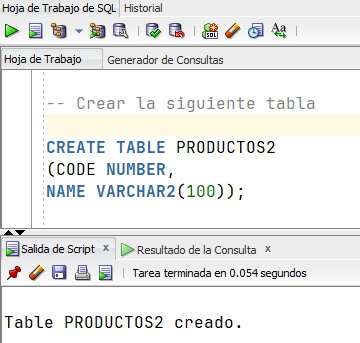 Hoja de Trabajo de SQL Historial
Hoja de Trabajo Generador de Consultas
-- Crear la siguiente tabla
CREATE TABLE PRODUCTOS2
(CODE NUMBER,
NAME VARCHAR2(100));
Salida de Script x Resultado de la Consulta x
Tarea terminada en 0.054 segundos
Table PRODUCTOS2 creado.